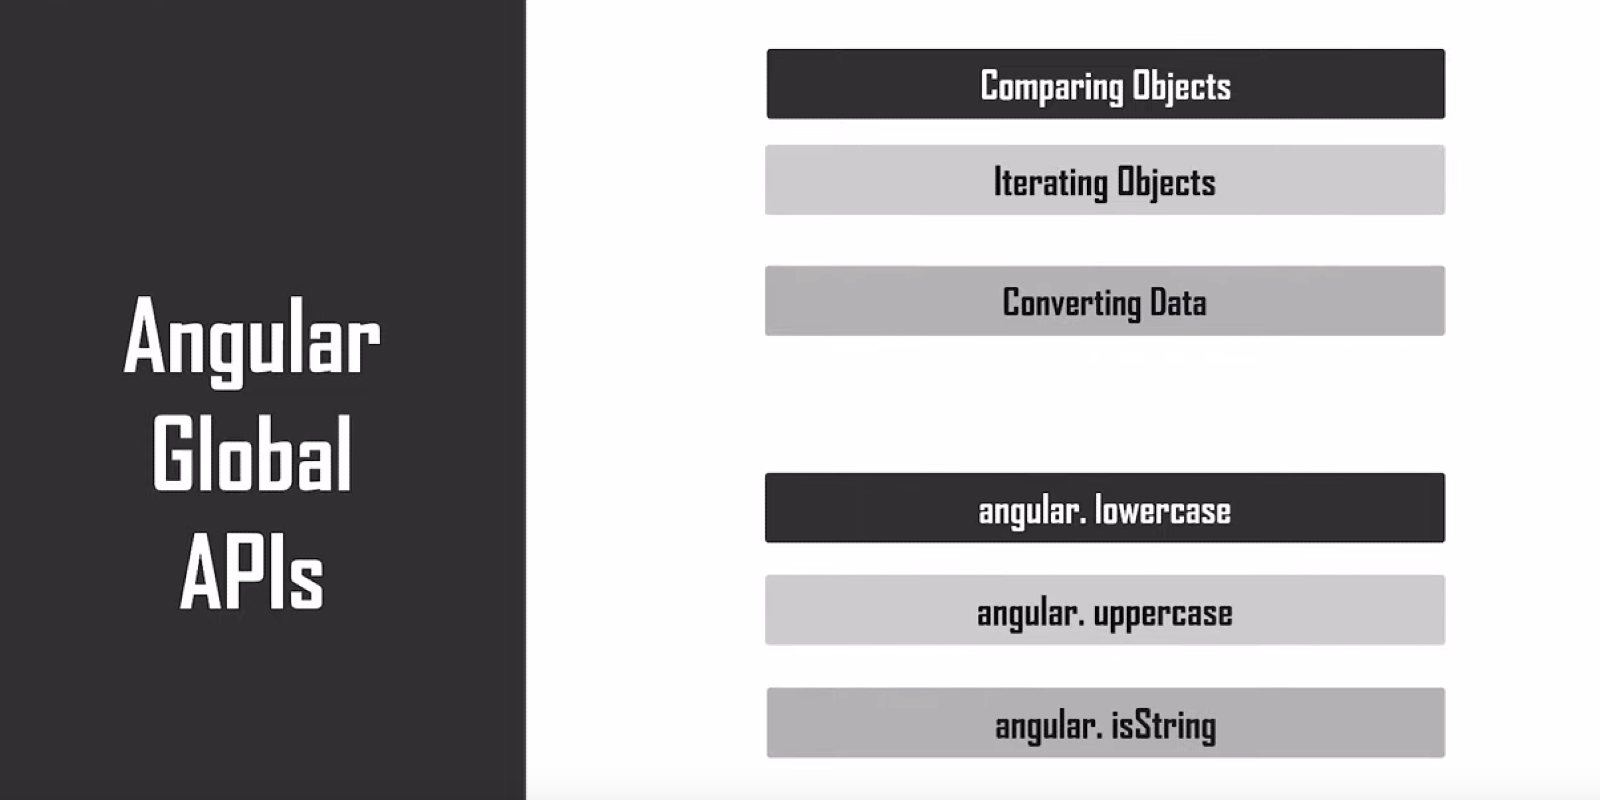 Angular
Global
APIs
Comparing Objects
Iterating Objects
Converting Data
angular. lowercase
angular. uppercase
angular. isString